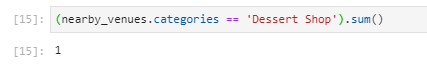 [15]: (nearby_venues.categories == 'Dessert Shop').sum()
[15]: 1